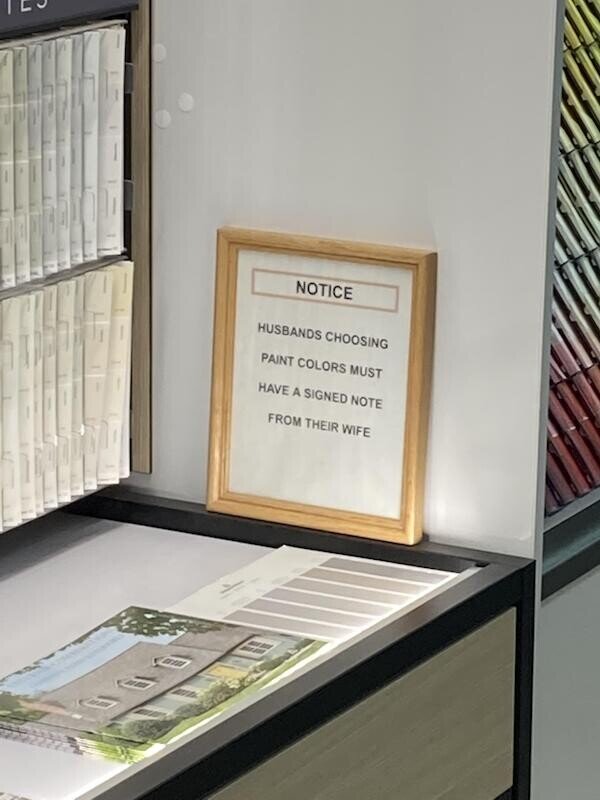 NOTICE
HUSBANDS CHOOSING
PAINT COLORS MUST
HAVE A SIGNED NOTE
FROM THEIR WIFE